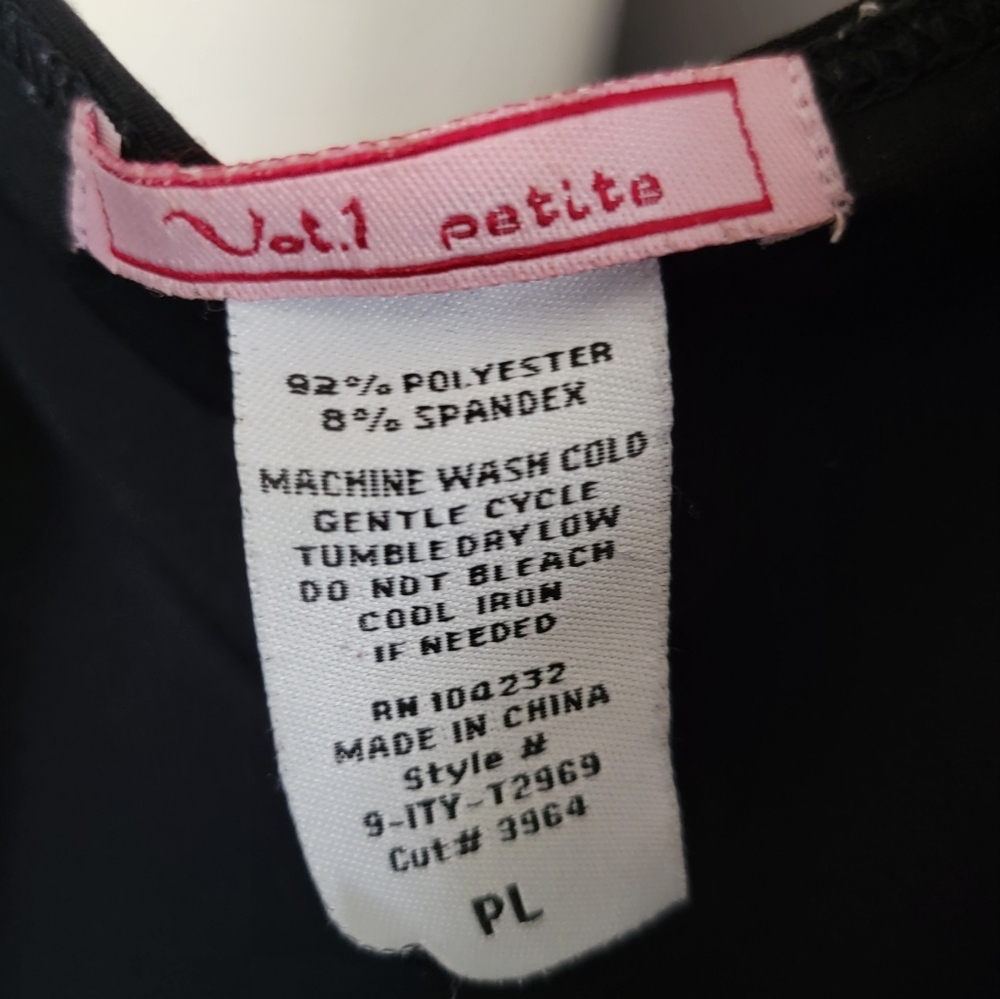 Vol.1 petite
92% POLYESTER
8% SPANDEX
MACHINE WASH COLD
GENTLE CYCLE
TUMBLE DRY LOW
DO NOT BLEACH
COOL IRON
IF NEEDED
RN 104232
MADE IN CHINA
Style #
9-ITY-T2969
Cut# 3964
PL